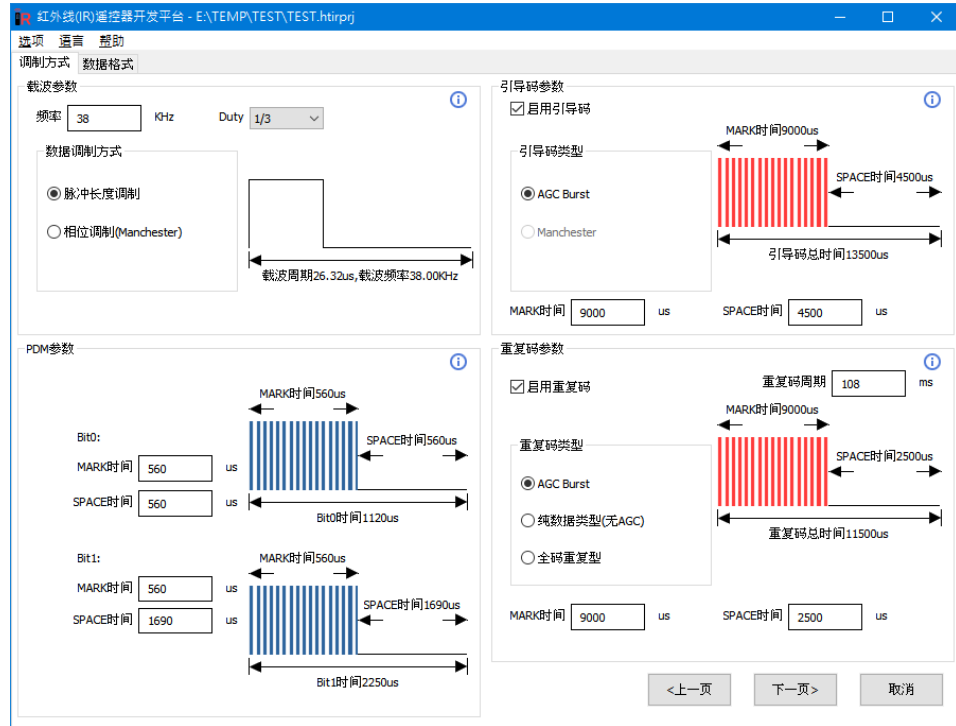 红外线(IR)遥控器开发平台 - E:\TEMP\TEST\TEST.htirprj
选项 语言 帮助
调制方式 数据格式
载波参数
频率 38 KHz Duty 1/3
数据调制方式
脉冲长度调制
相位调制(Manchester)
载波周期26.32us,载波频率38.00KHz
引导码参数
启用引导码
MARK时间9000us
引导码类型
SPACE时间4500us
AGC Burst
Manchester
引导码总时间13500us
MARK时间 9000 us SPACE时间 4500 us
PDM参数
MARK时间560us
Bit0:
SPACE时间560us
MARK时间 560 us
SPACE时间 560 us
Bit0时间1120us
Bit1:
MARK时间560us
MARK时间 560 us
SPACE时间1690us
SPACE时间 1690 us
Bit1时间2250us
重复码参数
启用重复码
重复码周期 108 ms
MARK时间9000us
重复码类型
SPACE时间2500us
AGC Burst
纯数据类型(无AGC)
重复码总时间11500us
全码重复型
MARK时间 9000 us SPACE时间 2500 us
<上一页 下一页> 取消